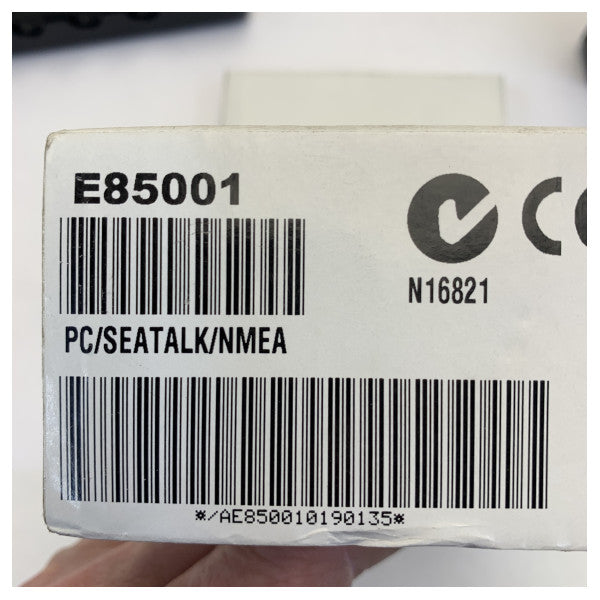 E85001
N16821
PC/SEATALK/NMEA
*/AE850010190135*